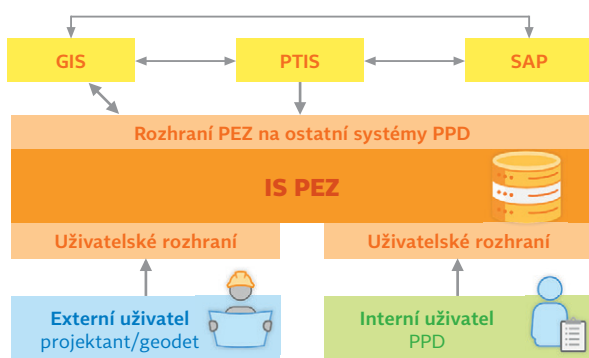 GIS
PTIS
SAP
Rozhraní PEZ na ostatní systémy PPD
IS PEZ
Uživatelské rozhraní
Uživatelské rozhraní
Externí uživatel
projektant/geodet
Interní uživatel
PPD